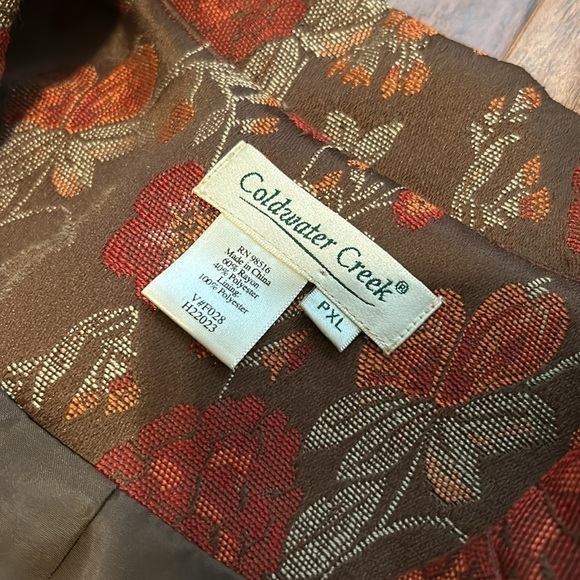 Coldwater Creek®
PXL
RN 98516
Made in China
60% Rayon
40% Polyester
Lining:
100% Polyester
V#F028
H22023